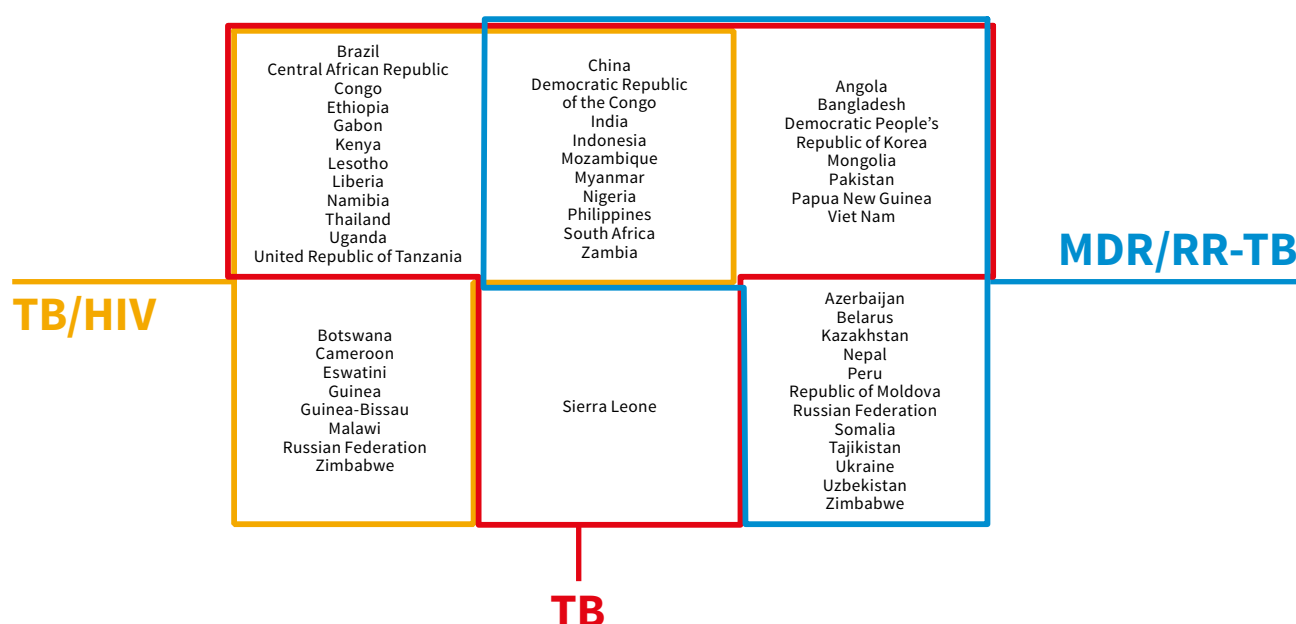 Brazil
Central African Republic
Congo
Ethiopia
Gabon
Kenya
Lesotho
Liberia
Namibia
Thailand
Uganda
United Republic of Tanzania
China
Democratic Republic
of the Congo
India
Indonesia
Mozambique
Myanmar
Nigeria
Philippines
South Africa
Zambia
Angola
Bangladesh
Democratic People’s
Republic of Korea
Mongolia
Pakistan
Papua New Guinea
Viet Nam
MDR/RR-TB
TB/HIV
Botswana
Cameroon
Eswatini
Guinea
Guinea-Bissau
Malawi
Russian Federation
Zimbabwe
Sierra Leone
Azerbaijan
Belarus
Kazakhstan
Nepal
Peru
Republic of Moldova
Russian Federation
Somalia
Tajikistan
Ukraine
Uzbekistan
Zimbabwe
TB